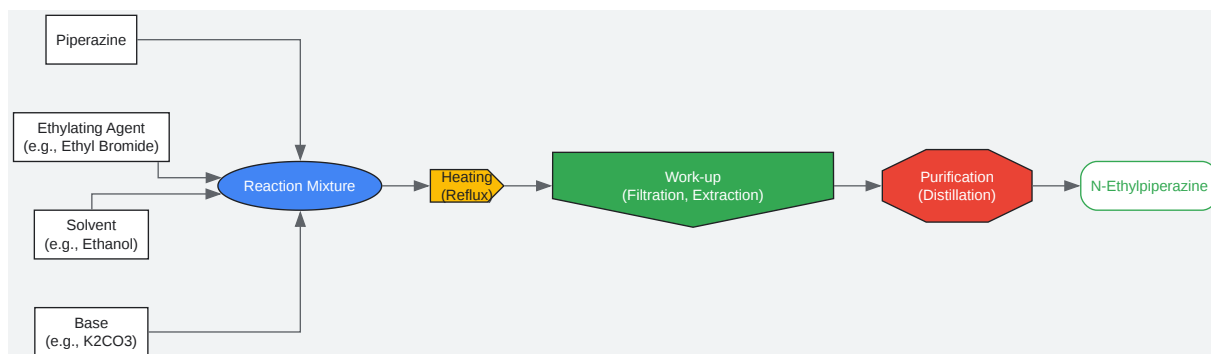 Piperazine
Ethylating Agent
(e.g., Ethyl Bromide)
Solvent
(e.g., Ethanol)
Base
(e.g., K2CO3)
Reaction Mixture
Heating
(Reflux)
Work-up
(Filtration, Extraction)
Purification
(Distillation)
N-Ethylpiperazine